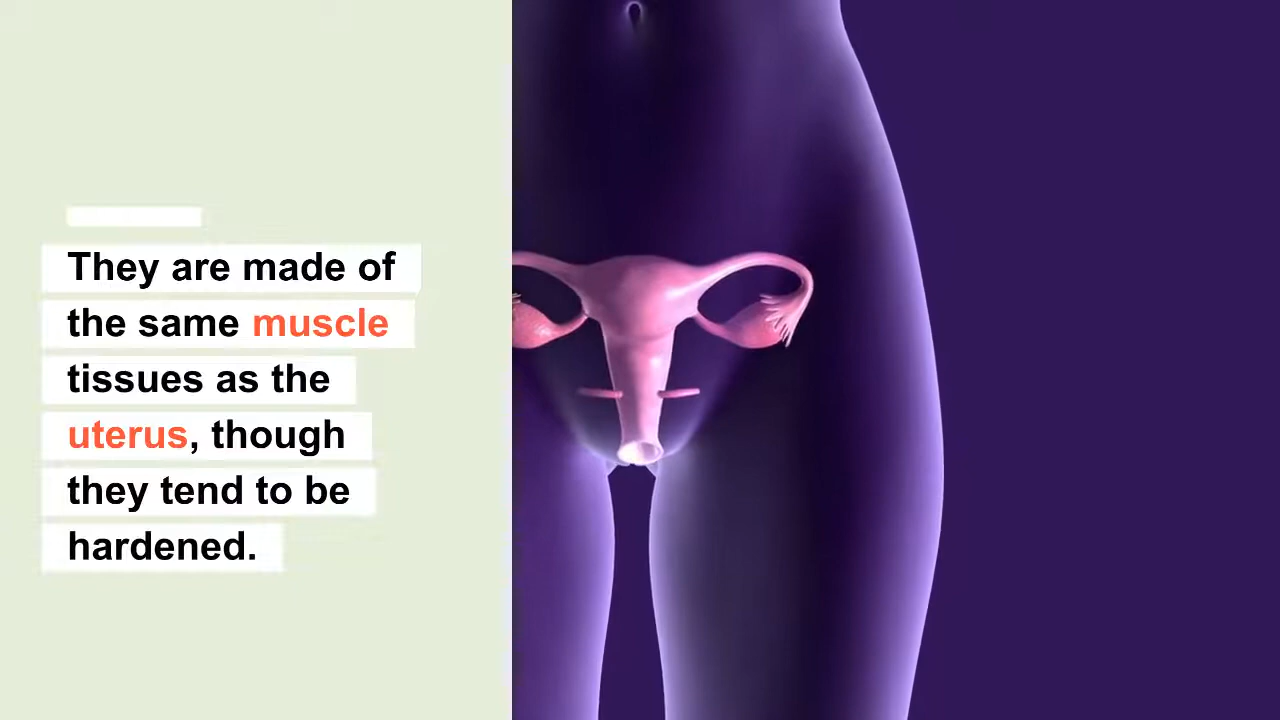 They are made of
the same muscle
tissues as the
uterus, though
they tend to be
hardened.